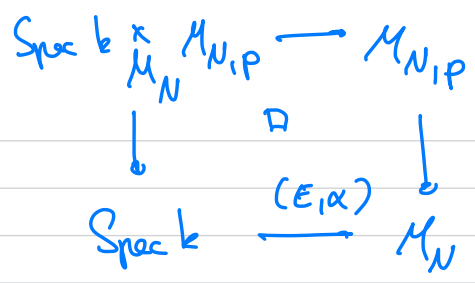 Spec k × M_N M_{N,p} → M_{N,p}
↓ □ ↓
(E,α)
Spec k — M_N